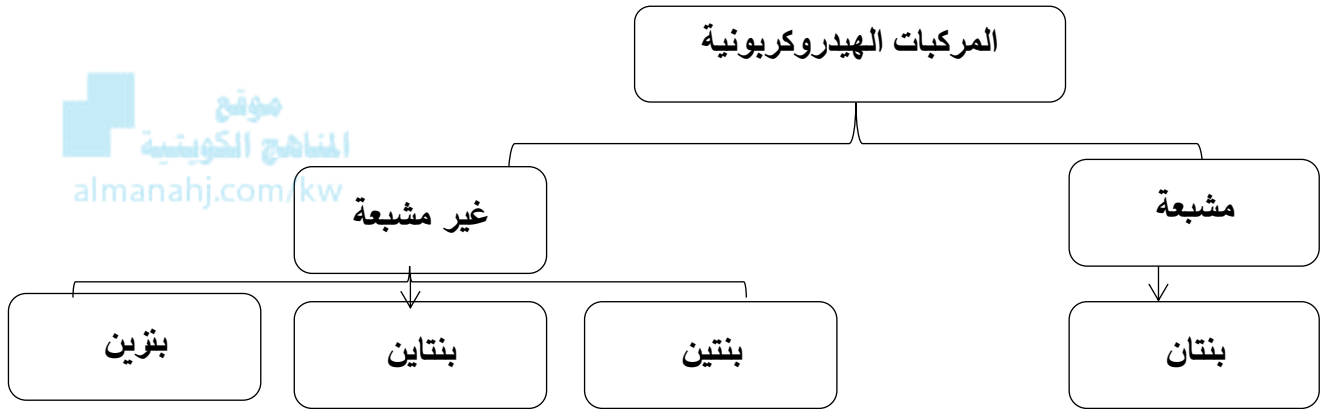 المركبات الهيدروكربونية
موقع
المناهج الكويتية
almanahj.com/kw
مشبعة
غير مشبعة
بنتان
بنتين
بنتاين
بنزين